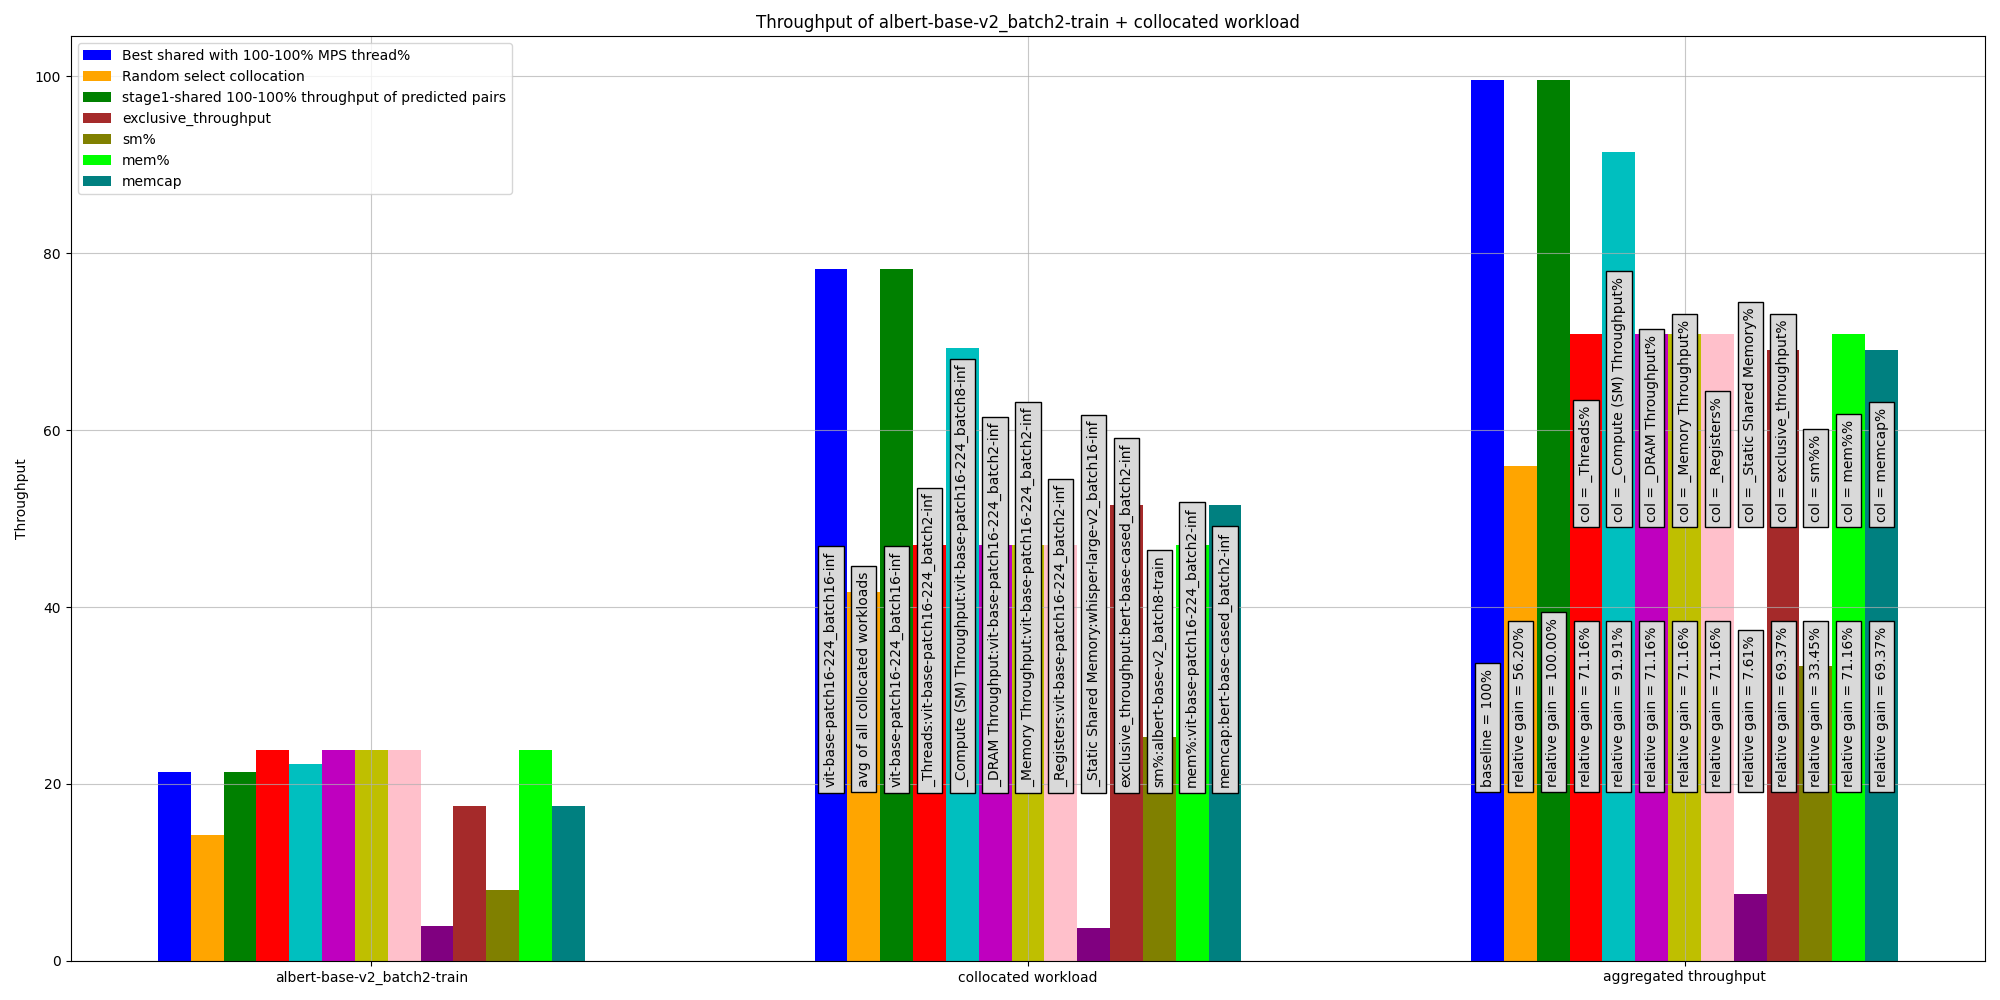 Throughput of albert-base-v2_batch2-train + collocated workload
Best shared with 100-100% MPS thread%
Random select collocation
stage1-shared 100-100% throughput of predicted pairs
exclusive_throughput
sm%
mem%
memcap
Throughput
100
80
60
40
20
0
vit-base-patch16-224_batch16-inf
avg of all collocated workloads
vit-base-patch16-224_batch16-inf
_Threads:vit-base-patch16-224_batch2-inf
_Compute (SM) Throughput:vit-base-patch16-224_batch8-inf
_DRAM Throughput:vit-base-patch16-224_batch2-inf
_Memory Throughput:vit-base-patch16-224_batch2-inf
_Registers:vit-base-patch16-224_batch2-inf
_Static Shared Memory:whisper-large-v2_batch16-inf
exclusive_throughput:bert-base-cased_batch2-inf
sm%:albert-base-v2_batch8-train
mem%:vit-base-patch16-224_batch2-inf
memcap:bert-base-cased_batch2-inf
col = _Threads%
col = _Compute (SM) Throughput%
col = _DRAM Throughput%
col = _Memory Throughput%
col = _Registers%
col = _Static Shared Memory%
col = exclusive_throughput%
col = sm%%
col = mem%%
col = memcap%
baseline = 100%
relative gain = 56.20%
relative gain = 100.00%
relative gain = 71.16%
relative gain = 91.91%
relative gain = 71.16%
relative gain = 71.16%
relative gain = 71.16%
relative gain = 7.61%
relative gain = 69.37%
relative gain = 33.45%
relative gain = 71.16%
relative gain = 69.37%
albert-base-v2_batch2-train
collocated workload
aggregated throughput